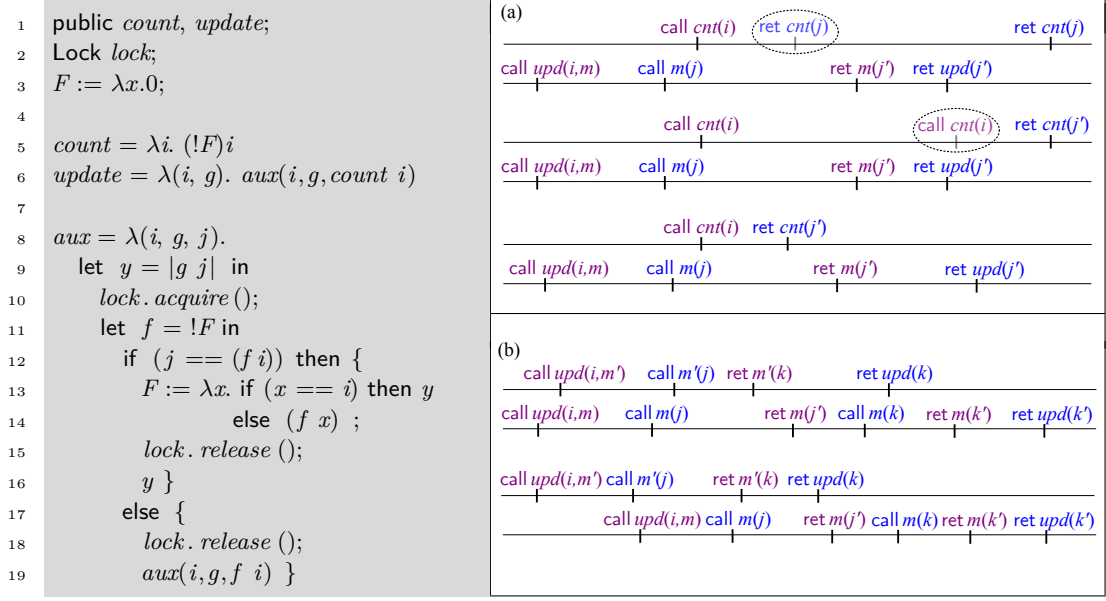 1 public count, update;
2 Lock lock;
3 F := λx.0;
4
5 count = λi. (!F)i
6 update = λ(i, g). aux(i,g,count i)
7
8 aux = λ(i, g, j).
9 let y = |g j| in
10 lock.acquire();
11 let f = !F in
12 if (j == (f i)) then {
13 F := λx. if (x == i) then y
14 else (f x) ;
15 lock.release();
16 y }
17 else {
18 lock.release();
19 aux(i,g,f i) }
(a)
call cnt(i) ret cnt(j) ret cnt(j)
call upd(i,m) call m(j) ret m(j′) ret upd(j′)
call cnt(i) call cnt(i) ret cnt(j′)
call upd(i,m) call m(j) ret m(j′) ret upd(j′)
call cnt(i) ret cnt(j′)
call upd(i,m) call m(j) ret m(j′) ret upd(j′)
(b)
call upd(i,m′) call m′(j) ret m′(k) ret upd(k)
call upd(i,m) call m(j) ret m(j′) call m(k) ret m(k′) ret upd(k′)
call upd(i,m′) call m′(j) ret m′(k) ret upd(k)
call upd(i,m) call m(j) ret m(j′) call m(k) ret m(k′) ret upd(k′)